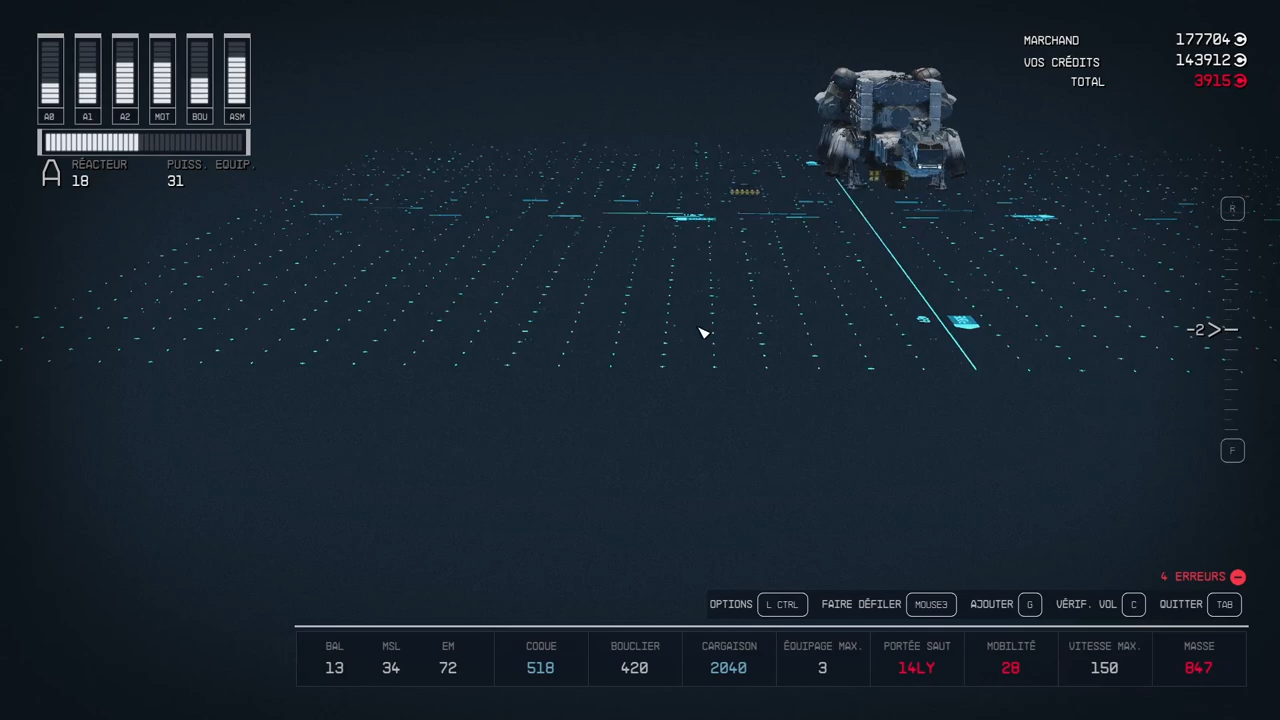 MARCHAND 177704
VOS CRÉDITS 143912
TOTAL 3915
A0 A1 A2 MOT BOU ASM
RÉACTEUR PUISS. EQUIP.
A 18 31
R
-2
F
4 ERREURS
OPTIONS L CTRL FAIRE DÉFILER MOUSE3 AJOUTER G VÉRIF. VOL C QUITTER TAB
BAL MSL EM COQUE BOUCLIER CARGAISON ÉQUIPAGE MAX. PORTÉE SAUT MOBILITÉ VITESSE MAX. MASSE
13 34 72 518 420 2040 3 14LY 28 150 847